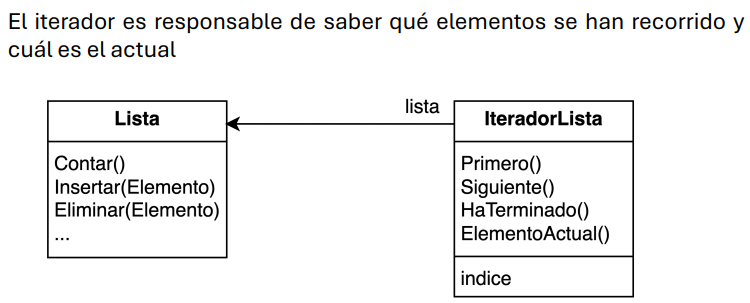 El iterador es responsable de saber qué elementos se han recorrido y
cuál es el actual
lista
Lista
Contar()
Insertar(Elemento)
Eliminar(Elemento)
...
IteradorLista
Primero()
Siguiente()
HaTerminado()
ElementoActual()
indice